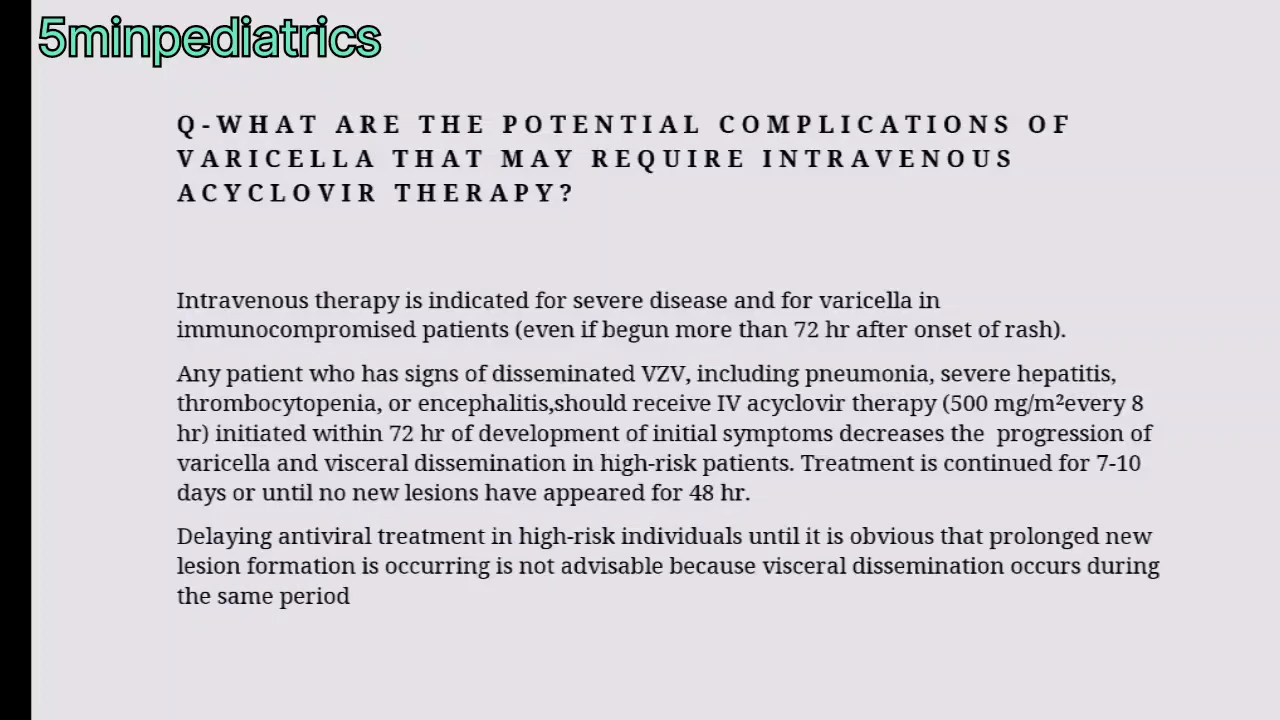 5minpediatrics
Q-WHAT ARE THE POTENTIAL COMPLICATIONS OF
VARICELLA THAT MAY REQUIRE INTRAVENOUS
ACYCLOVIR THERAPY?
Intravenous therapy is indicated for severe disease and for varicella in
immunocompromised patients (even if begun more than 72 hr after onset of rash).
Any patient who has signs of disseminated VZV, including pneumonia, severe hepatitis,
thrombocytopenia, or encephalitis,should receive IV acyclovir therapy (500 mg/m²every 8
hr) initiated within 72 hr of development of initial symptoms decreases the  progression of
varicella and visceral dissemination in high-risk patients. Treatment is continued for 7-10
days or until no new lesions have appeared for 48 hr.
Delaying antiviral treatment in high-risk individuals until it is obvious that prolonged new
lesion formation is occurring is not advisable because visceral dissemination occurs during
the same period